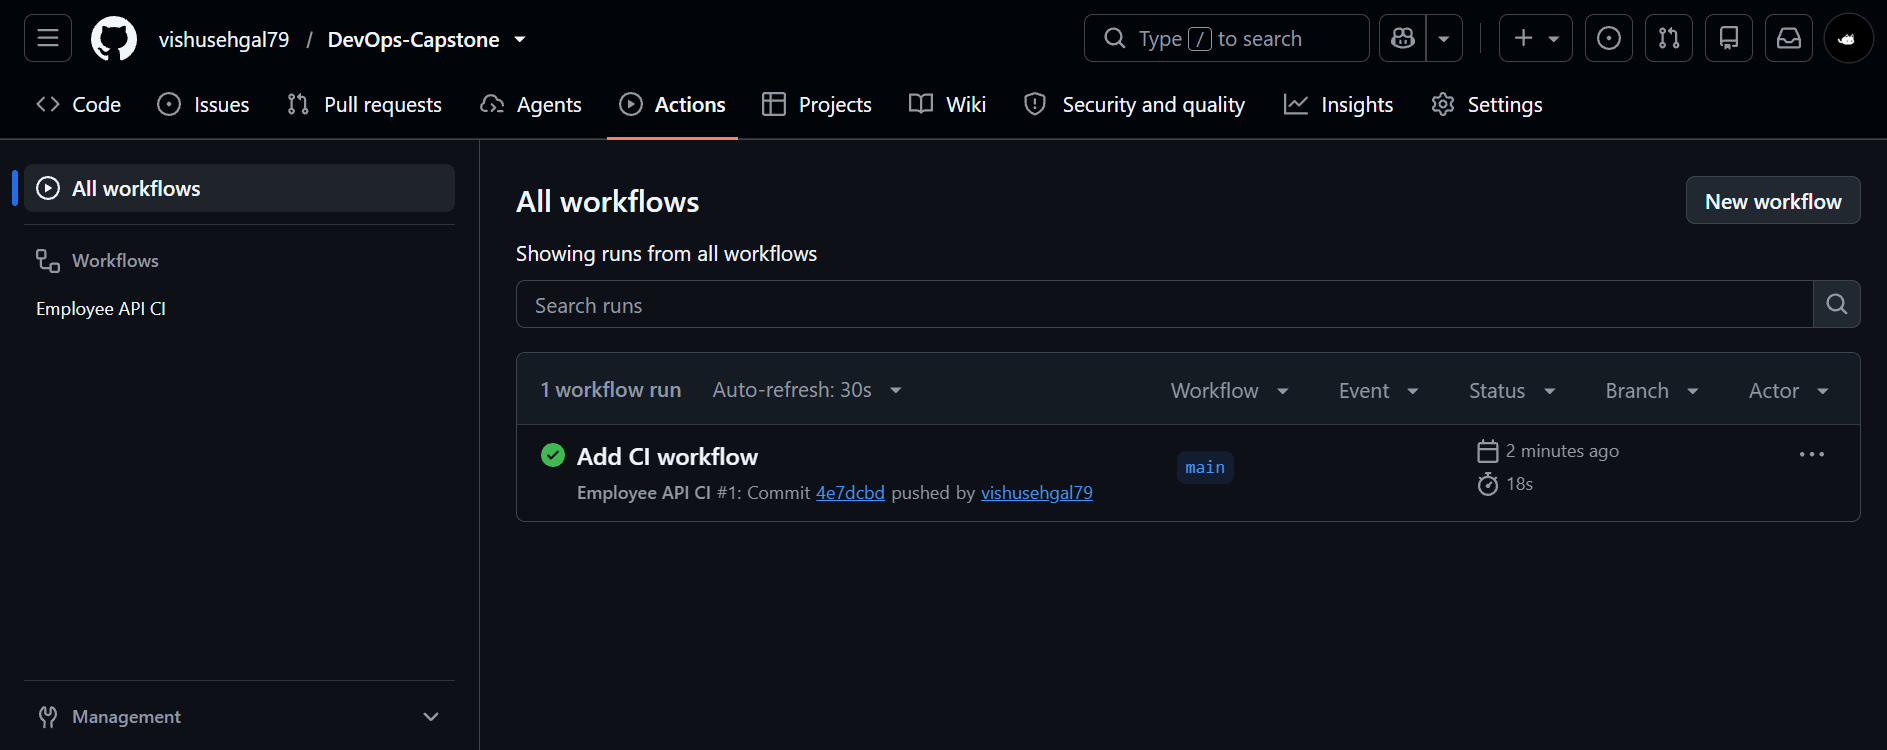 vishusehgal79 / DevOps-Capstone
Type / to search
Code Issues Pull requests Agents Actions Projects Wiki Security and quality Insights Settings
All workflows
Workflows
Employee API CI
Management
All workflows
New workflow
Showing runs from all workflows
Search runs
1 workflow run Auto-refresh: 30s Workflow Event Status Branch Actor
Add CI workflow
Employee API CI #1: Commit 4e7dcbd pushed by vishusehgal79
main
2 minutes ago
18s